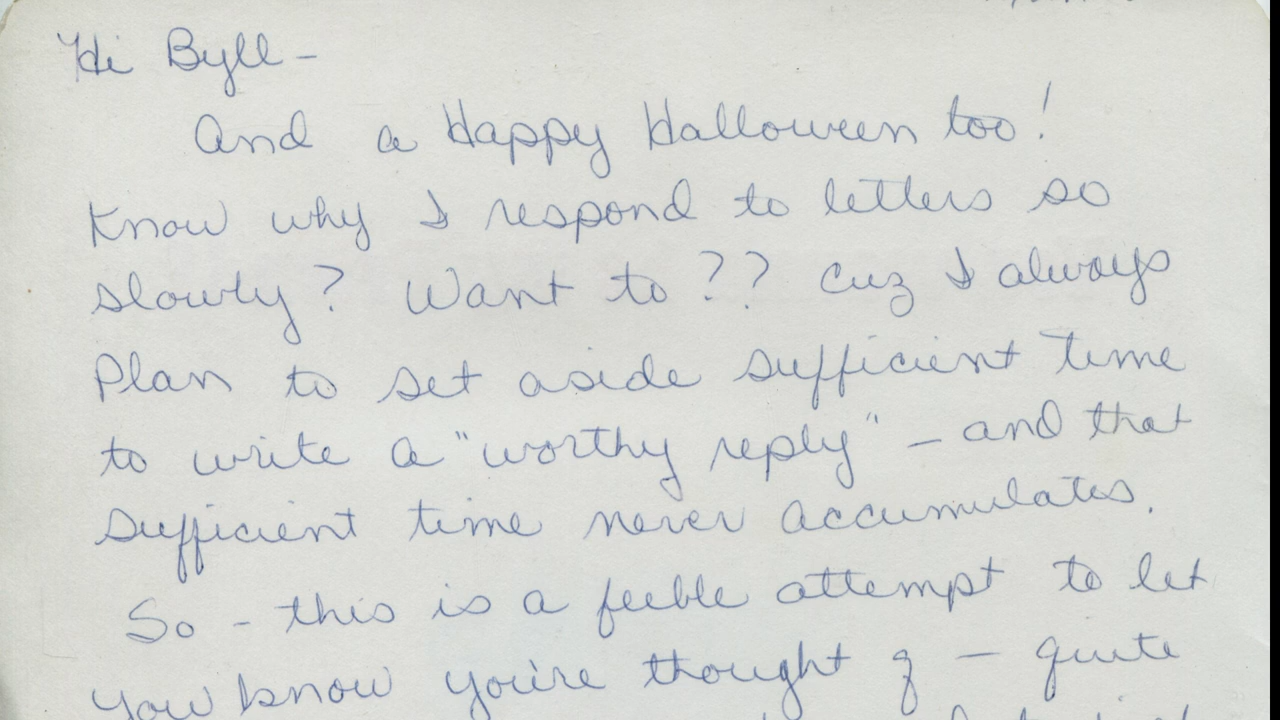 Hi Byll -
And a Happy Halloween too!
Know why I respond to letters so
slowly? Want to?? Cuz I always
Plan to set aside sufficient time
to write a "worthy reply" - and that
sufficient time never accumulates.
So - this is a feeble attempt to let
you know you're thought of - quite